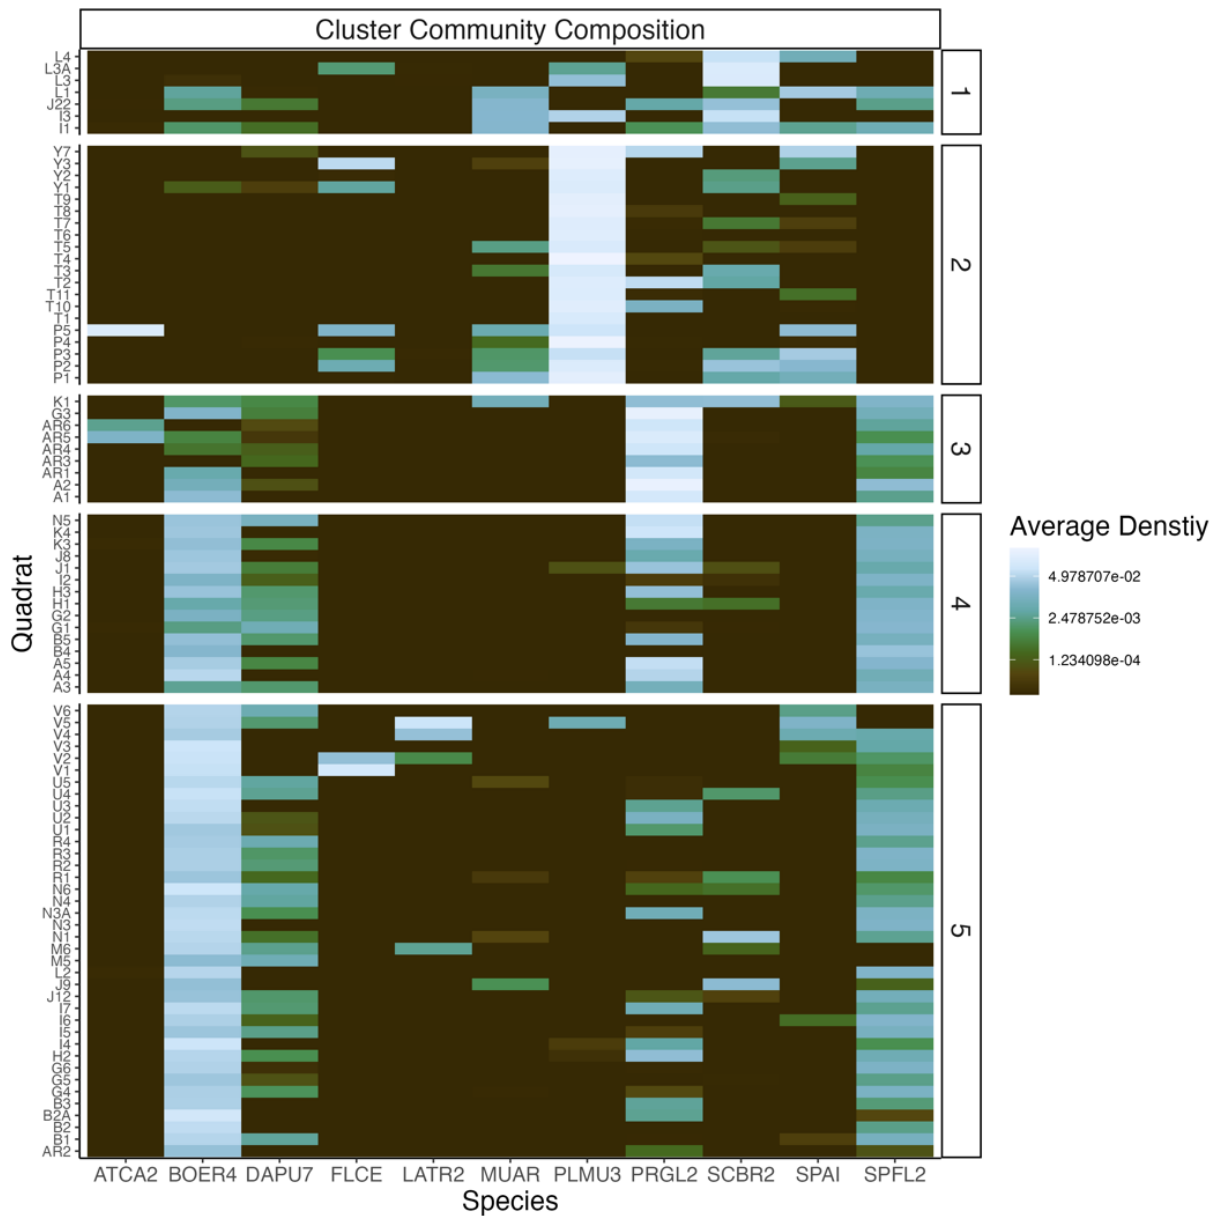 Cluster Community Composition
L4
L3A
L3
L1
J22
I3
I1
1
Y7
Y3
Y2
Y1
T9
T8
T7
T6
T5
T4
T3
T2
T11
T10
T1
P5
P4
P3
P2
P1
2
K1
G3
AR6
AR5
AR4
AR3
AR1
A2
A1
3
N5
K4
K3
J8
J1
I2
H3
H1
G2
G1
B5
B4
A5
A4
A3
4
V6
V5
V4
V3
V2
V1
U5
U4
U3
U2
U1
R4
R3
R2
R1
N6
N4
N3A
N3
N1
M6
M5
L2
J9
J12
I7
I6
I5
I4
H2
G6
G5
G4
B3
B2A
B2
B1
AR2
5
Quadrat
ATCA2 BOER4 DAPU7 FLCE LATR2 MUAR PLMU3 PRGL2 SCBR2 SPAI SPFL2
Species
Average Denstiy
4.978707e-02
2.478752e-03
1.234098e-04